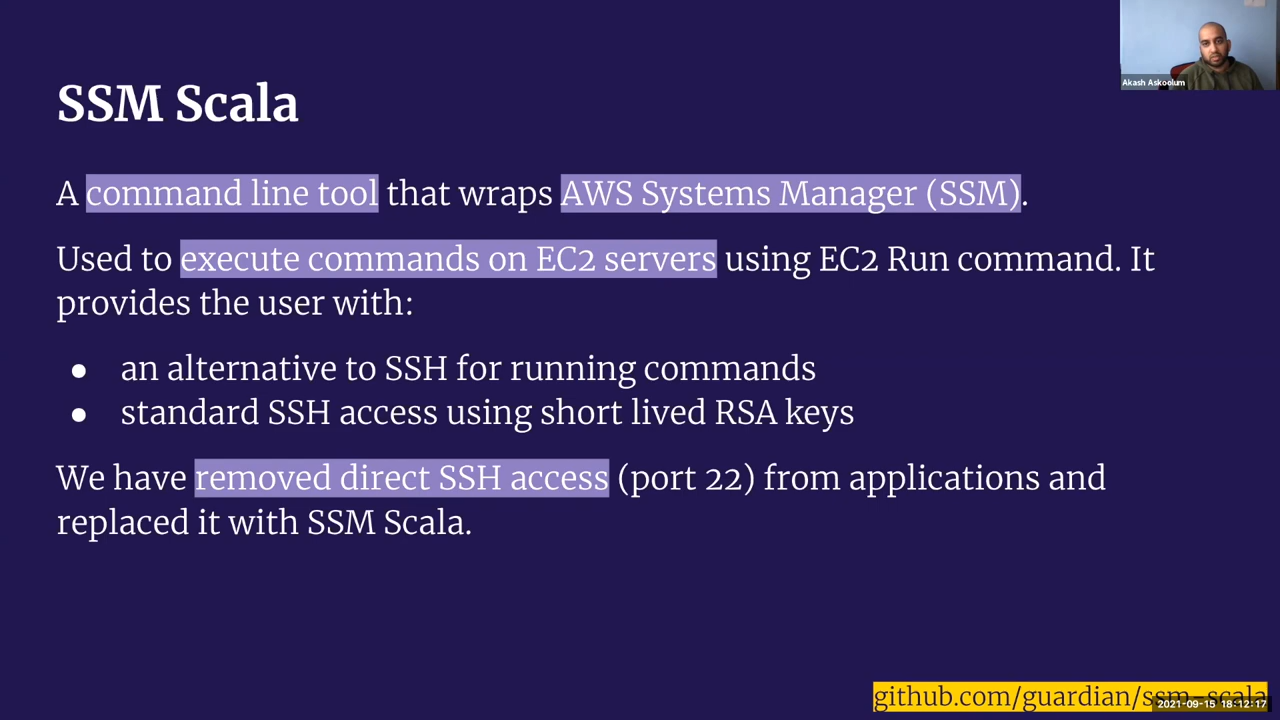 Akash Askoolum
SSM Scala
A command line tool that wraps AWS Systems Manager (SSM).
Used to execute commands on EC2 servers using EC2 Run command. It
provides the user with:
● an alternative to SSH for running commands
● standard SSH access using short lived RSA keys
We have removed direct SSH access (port 22) from applications and
replaced it with SSM Scala.
github.com/guardian/ssm-scala
2021-09-15 18:12:17